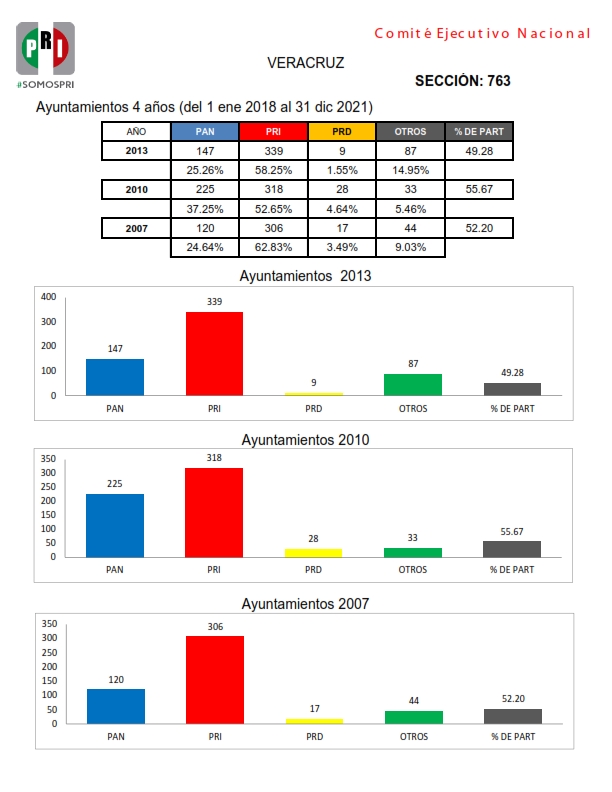 PRI
#SOMOSPRI
Comité Ejecutivo Nacional
VERACRUZ
SECCIÓN: 763
Ayuntamientos 4 años (del 1 ene 2018 al 31 dic 2021)
AÑO PAN PRI PRD OTROS % DE PART
2013 147 339 9 87 49.28
25.26% 58.25% 1.55% 14.95%
2010 225 318 28 33 55.67
37.25% 52.65% 4.64% 5.46%
2007 120 306 17 44 52.20
24.64% 62.83% 3.49% 9.03%
Ayuntamientos 2013
400
300
200
100
0
147 339 9 87 49.28
PAN PRI PRD OTROS % DE PART
Ayuntamientos 2010
350
300
250
200
150
100
50
0
225 318 28 33 55.67
PAN PRI PRD OTROS % DE PART
Ayuntamientos 2007
350
300
250
200
150
100
50
0
120 306 17 44 52.20
PAN PRI PRD OTROS % DE PART